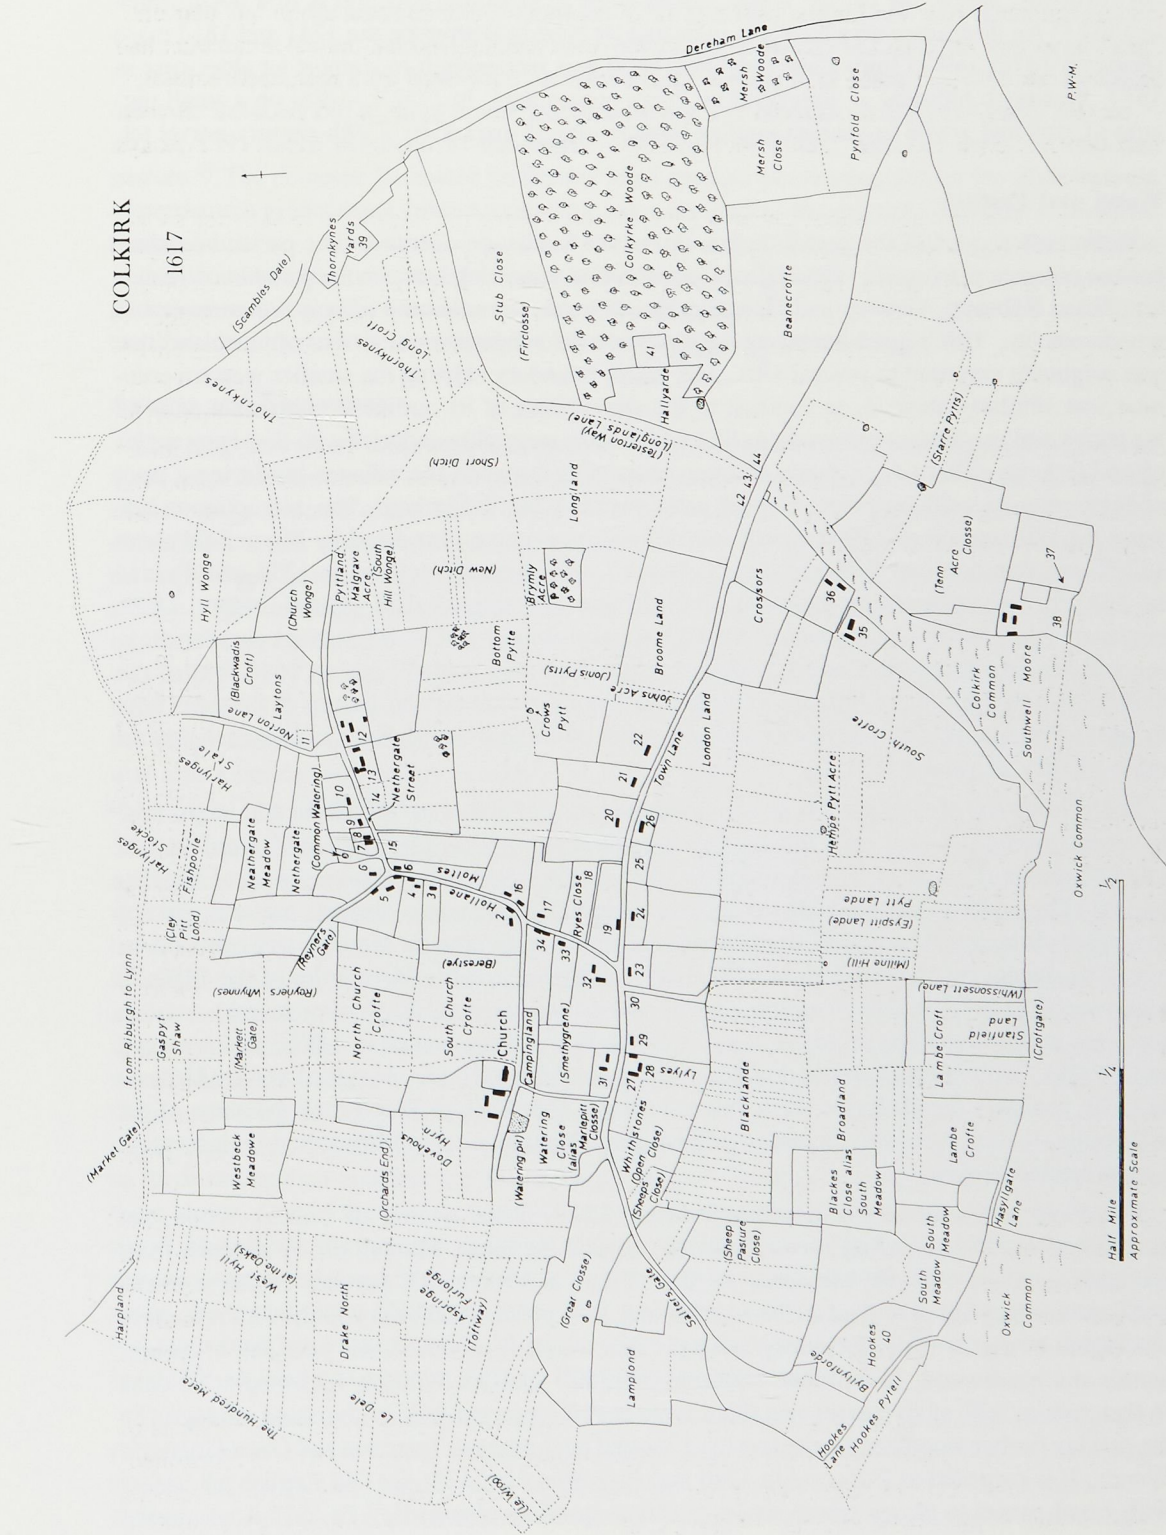 COLKIRK
1617
P.W-M.
Dereham Lane
Mersh
Woode
Pynfold Close
Mersh
Close
Colkyrke Woode
Stub Close
(Firclosse)
Thornkynes
Yards
39
(Scambles Dale)
Thornkynes
Long Croft
Thornkynes
Beanecrofte
41
Hallyarde
(Testerton Way)
(Longlands Lane)
(Short Ditch)
Longland
42
43
44
(Starre Pytts)
(Tenn
Acre
Closse)
37
38
36
35
Crossors
Broome Land
Brymly
Acre
(New Ditch)
Pyttland
Malgrave
Acre
(South
Hill Wonge)
Hyll Wonge
(Church
Wonge)
(Blackwadis
Croft)
Laytons
Norton Lane
11
Bottom
Pytte
(Jonis Pytts)
Johns Acre
Crows
Pytt
Colkirk
Common
Southwell Moore
Oxwick Common
South Crofte
London Land
Town Lane
22
21
20
26
12
13
14
Nethergate
Street
10
9
8
7
15
6
(Common Watering)
Nethergate
Neathergate
Meadow
Harlynges
Stale
Harlynges
Stocke
Fishpoole
(Cley
Pitt
Lond)
5
4
3
6
Moltes
Hollane
2
16
17
Ryes Close
18
25
24
19
Hempe Pytt Acre
Pytt Lande
(Eyspitt Lande)
(Milne Hill)
(Whissonsett Lane)
(Reyners
Gate)
(Reyners Whynnes)
(Berestye)
34
33
32
23
30
North Church
Crofte
South Church
Crofte
Church
Campingland
(Smethygrene)
31
29
28
27
Lylyes
from Riburgh to Lynn
Gaspyt
Shaw
(Markett
Gate)
(Market Gate)
Westbeck
Meadowe
Dovehous
Hyrn
1
(Watering pit)
Watering
Close
(alias
Marlepitt
Closse)
Whithistones
(Open
(Sheeps Close)
Close)
Blacklande
Broadland
Lambe Croft
Stanfield
Land
(Croftgate)
Lambe
Crofte
Blackes
Close alias
South
Meadow
(Orchards End)
West Hyll
(at the Oaks)
Aspringe
Furlonge
(Toftway)
Drake North
Harpland
The Hundred Mere
Le Dele
(Le Wroo)
(Groat Closse)
Salters Gate
Lamplond
(Sheep
Pasture
Close)
South
Meadow
South
Meadow
Hasyllgate
Lane
Oxwick
Common
Hookes
40
Byllynforde
Hookes
Lane
Hookes Pytell
½
¼
Half Mile
Approximate Scale